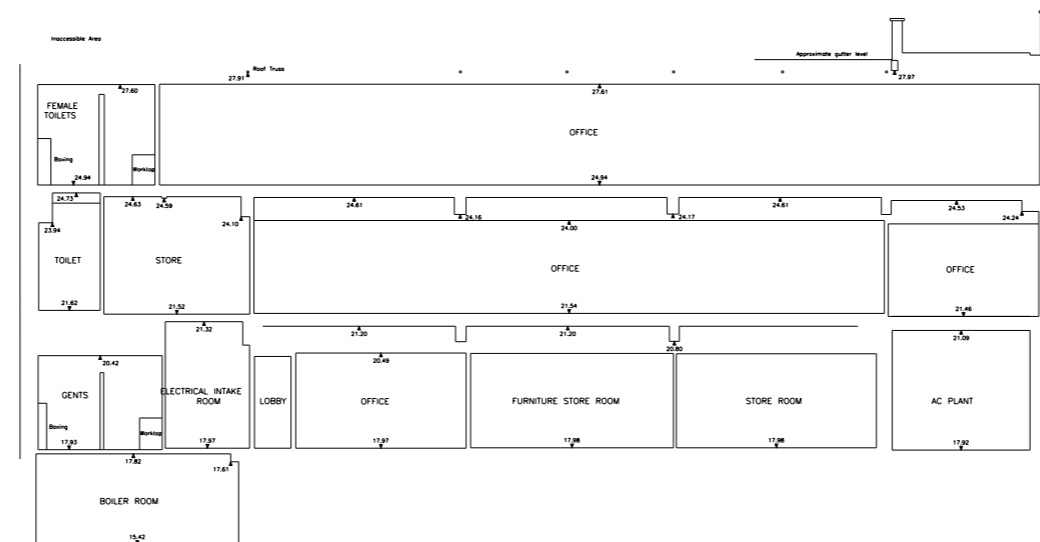 Inaccessible Area
Approximate gutter level
Roof Truss
27.91
27.97
27.60
27.61
FEMALE
TOILETS
OFFICE
Boxing
Worktop
24.94
24.94
24.73
24.63
24.59
24.61
24.61
24.53
24.16
24.17
24.24
23.94
24.10
24.00
TOILET
STORE
OFFICE
OFFICE
21.62
21.52
21.54
21.46
21.32
21.20
21.20
21.09
20.80
20.42
20.49
GENTS
ELECTRICAL INTAKE
ROOM
LOBBY
OFFICE
FURNITURE STORE ROOM
STORE ROOM
AC PLANT
Boxing
Worktop
17.93
17.97
17.97
17.98
17.98
17.92
17.82
17.61
BOILER ROOM
15.42